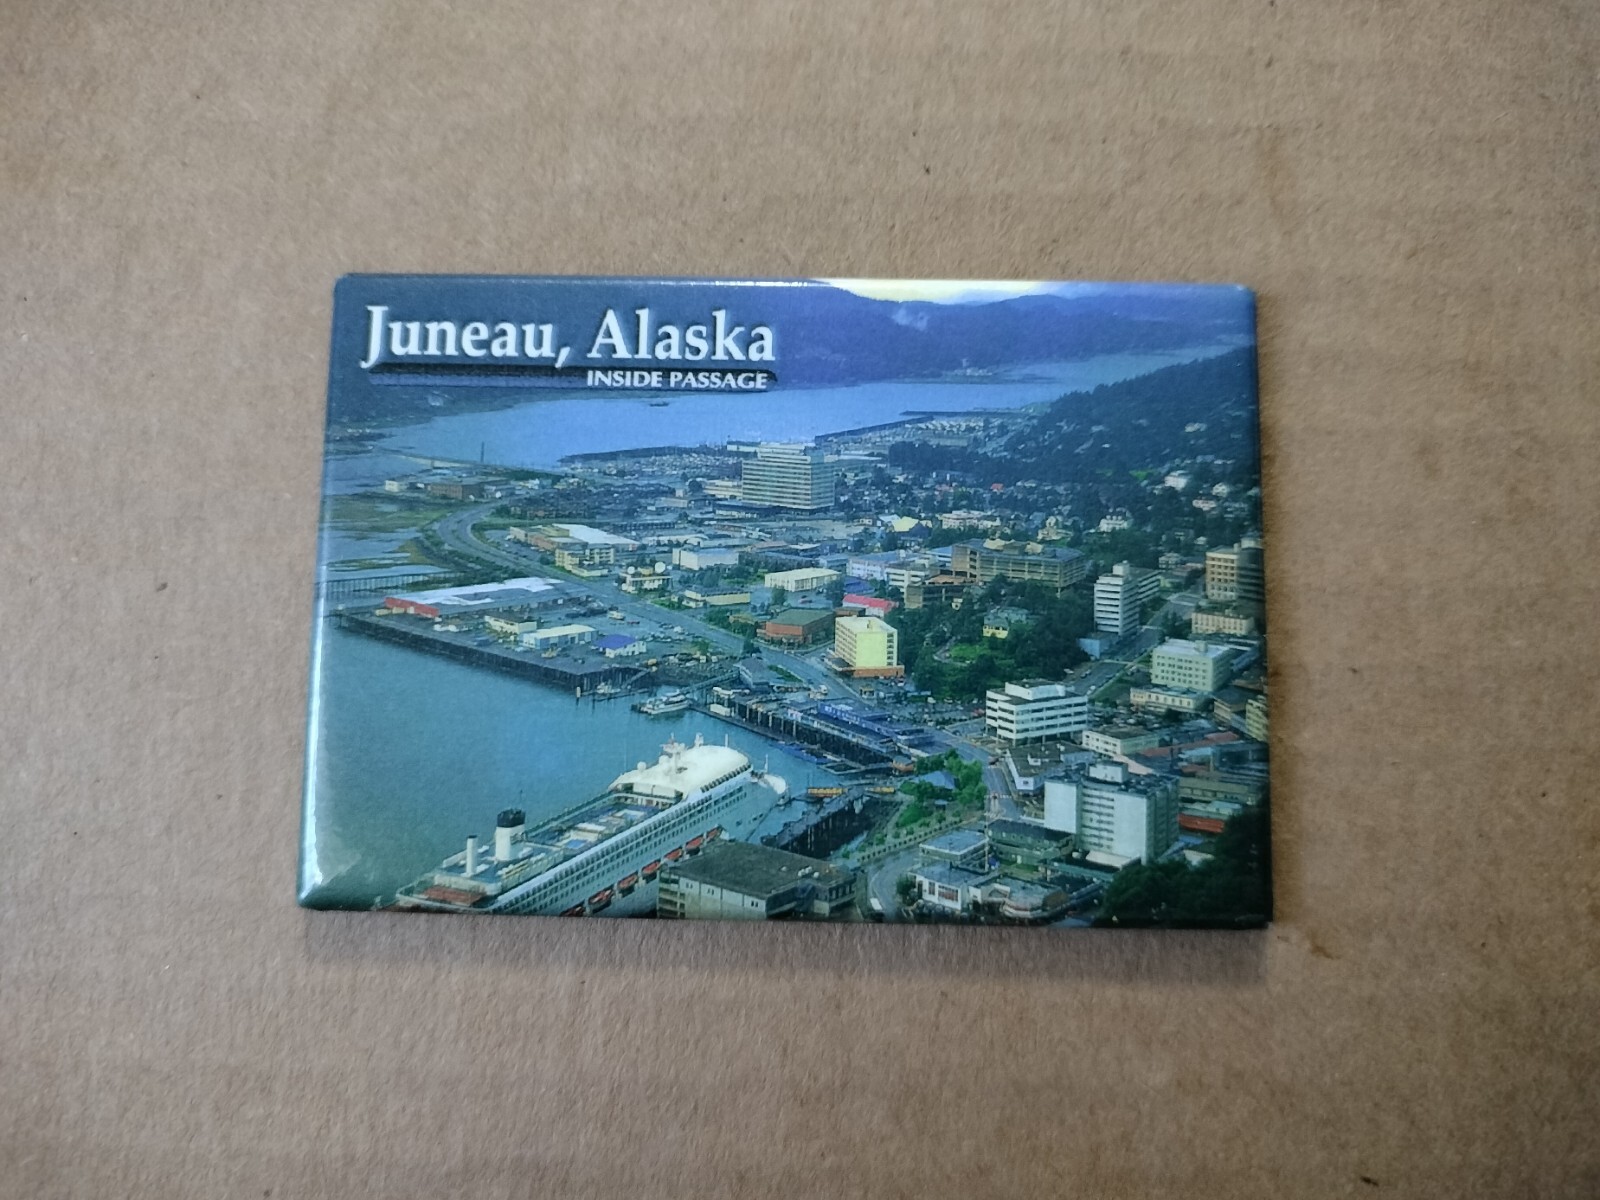 Juneau, Alaska
INSIDE PASSAGE